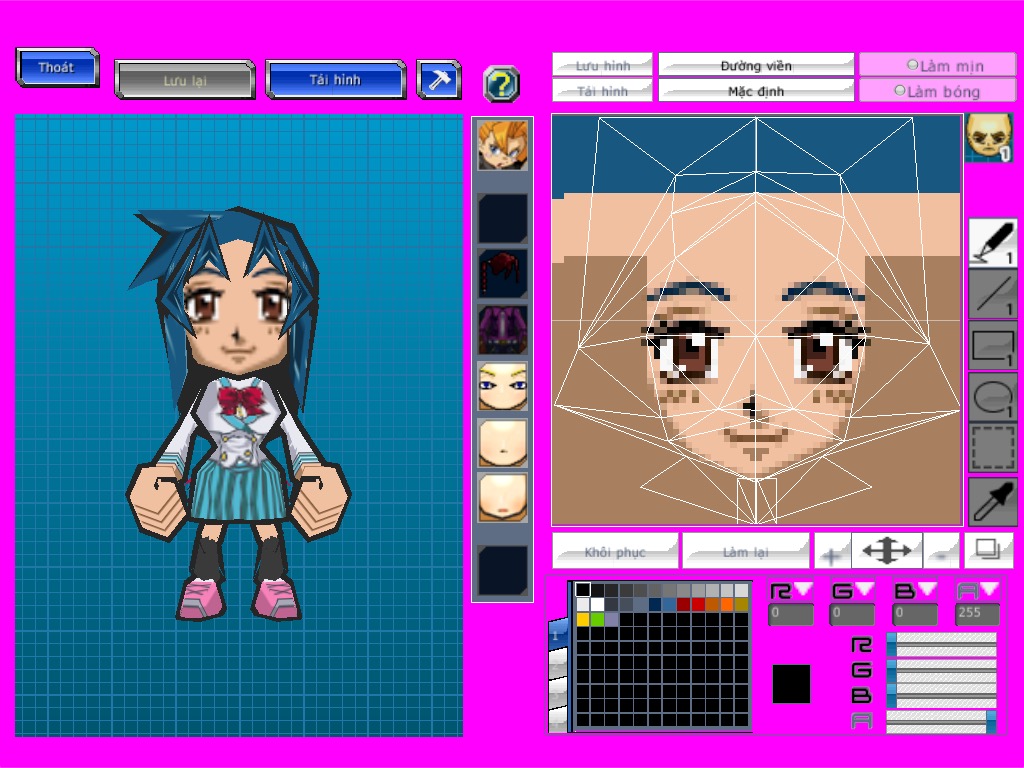 Thoát
Lưu lại
Tải hình
?
Lưu hình
Đường viền
Làm mịn
Tải hình
Mặc định
Làm bóng
0
1
1
1
1
Khôi phục
Làm lại
R G B A
0 0 0 255
1
R
G
B
A